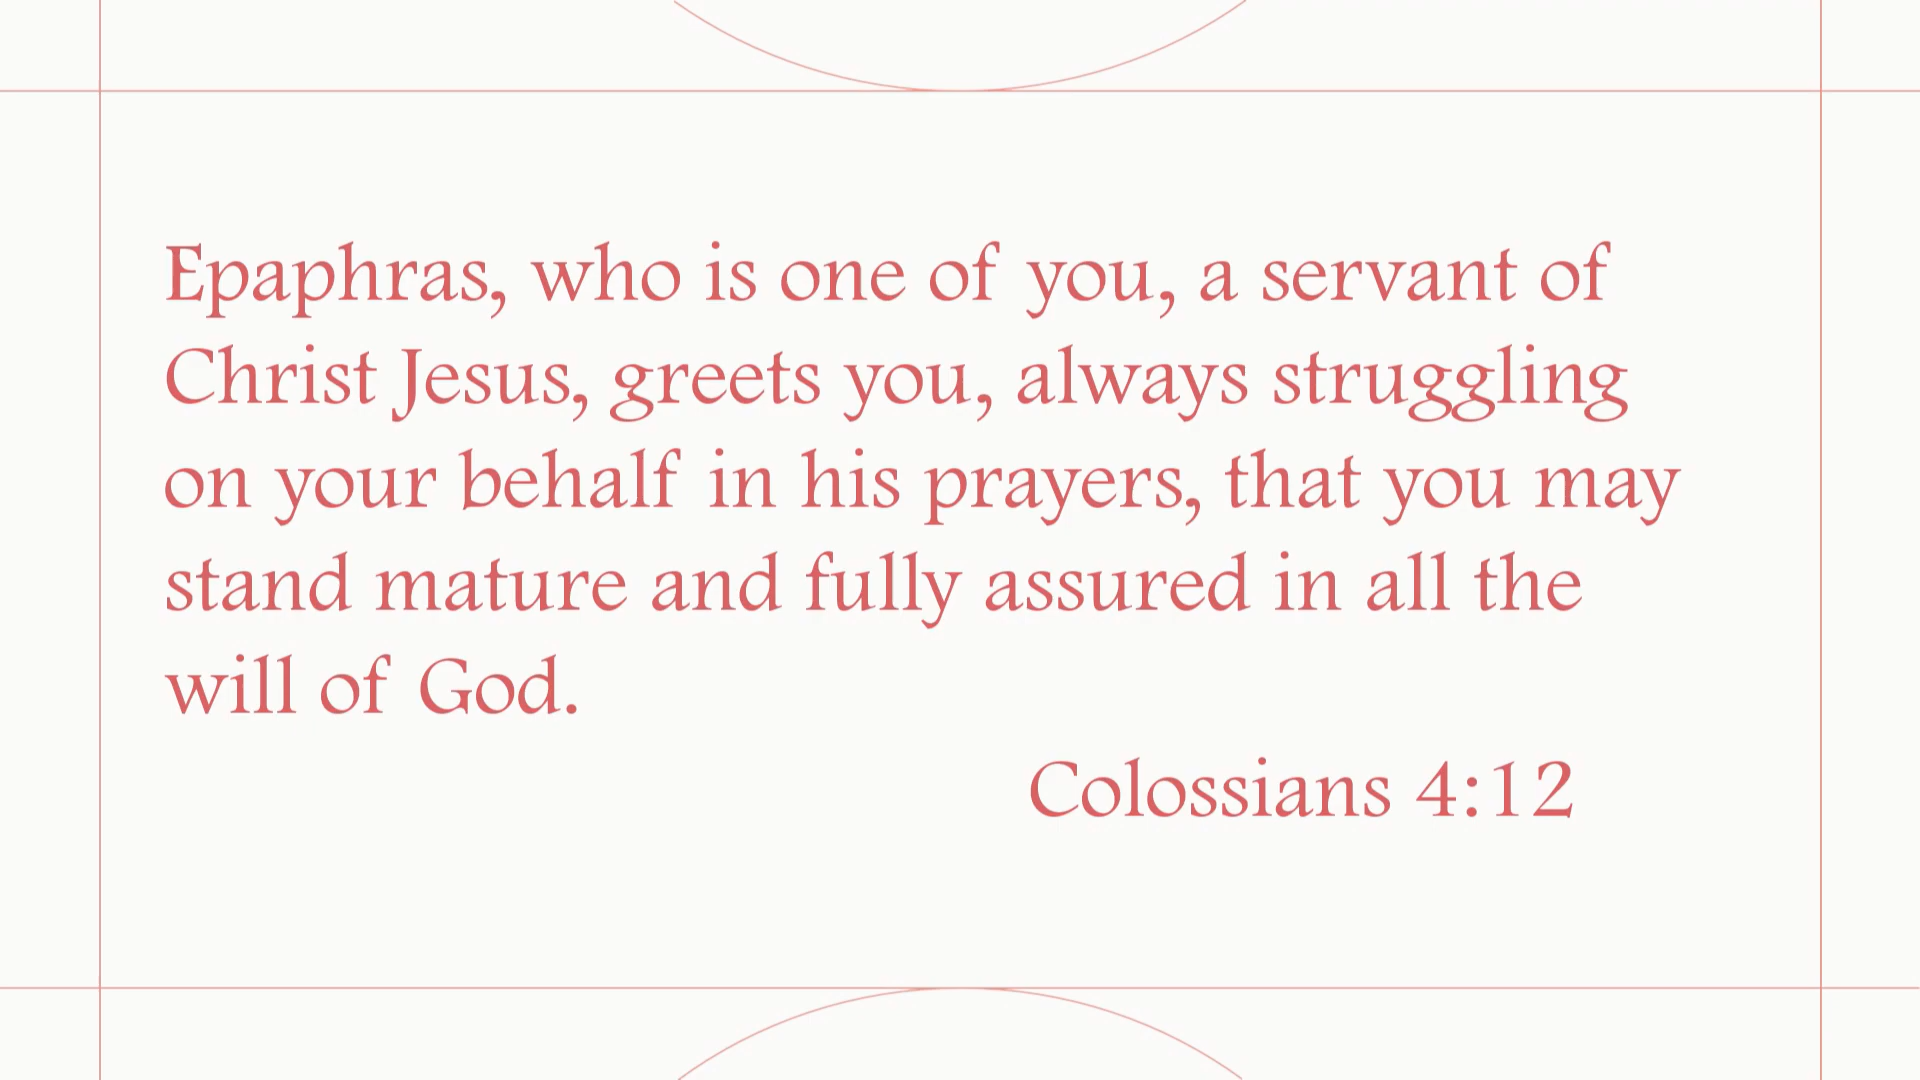 Epaphras, who is one of you, a servant of
Christ Jesus, greets you, always struggling
on your behalf in his prayers, that you may
stand mature and fully assured in all the
will of God.
Colossians 4:12